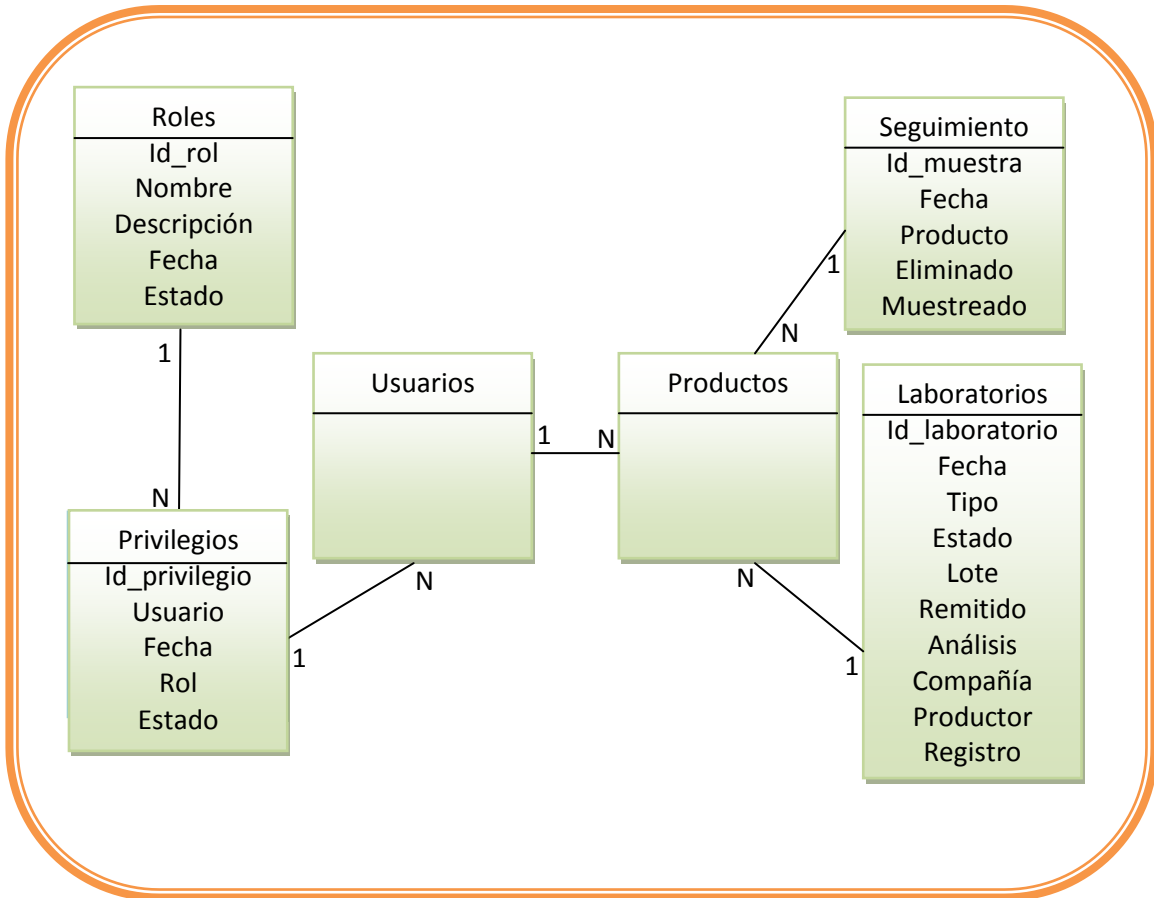 Roles
Id_rol
Nombre
Descripción
Fecha
Estado
1
N
Privilegios
Id_privilegio
Usuario
Fecha
Rol
Estado
1
N
Usuarios
1
N
Productos
N
1
Seguimiento
Id_muestra
Fecha
Producto
Eliminado
Muestreado
N
1
Laboratorios
Id_laboratorio
Fecha
Tipo
Estado
Lote
Remitido
Análisis
Compañía
Productor
Registro